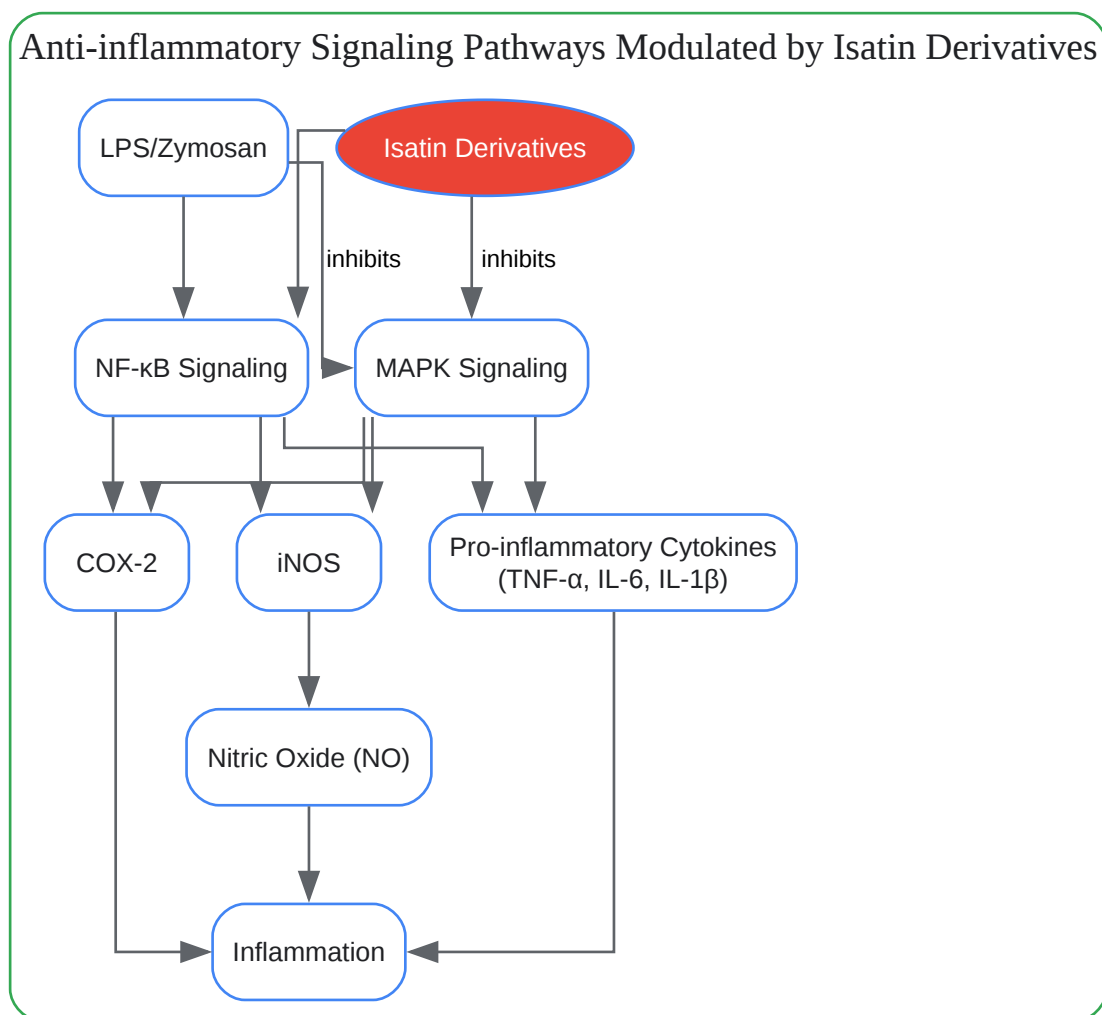 Anti-inflammatory Signaling Pathways Modulated by Isatin Derivatives
LPS/Zymosan
Isatin Derivatives
inhibits
inhibits
NF-κB Signaling
MAPK Signaling
COX-2
iNOS
Pro-inflammatory Cytokines
(TNF-α, IL-6, IL-1β)
Nitric Oxide (NO)
Inflammation